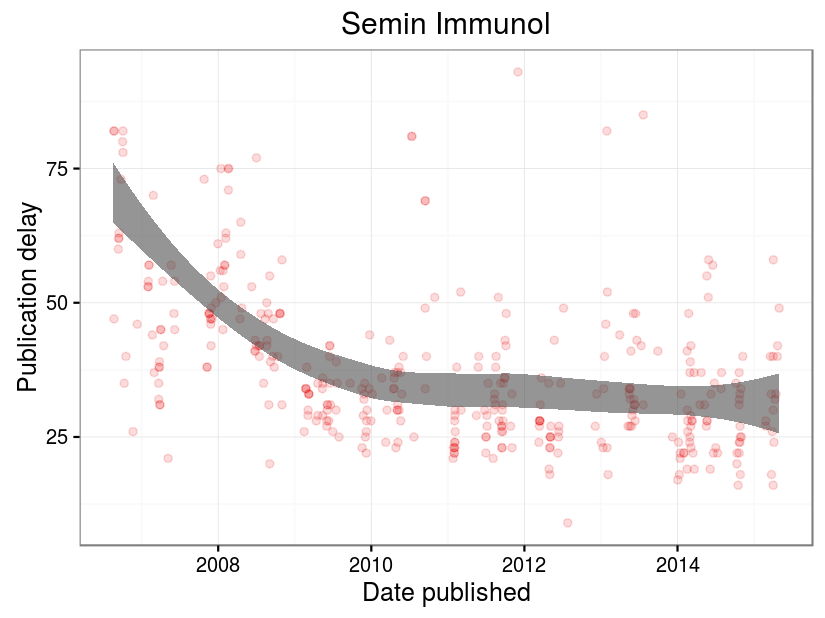 Semin Immunol
Publication delay
75
50
25
2008 2010 2012 2014
Date published